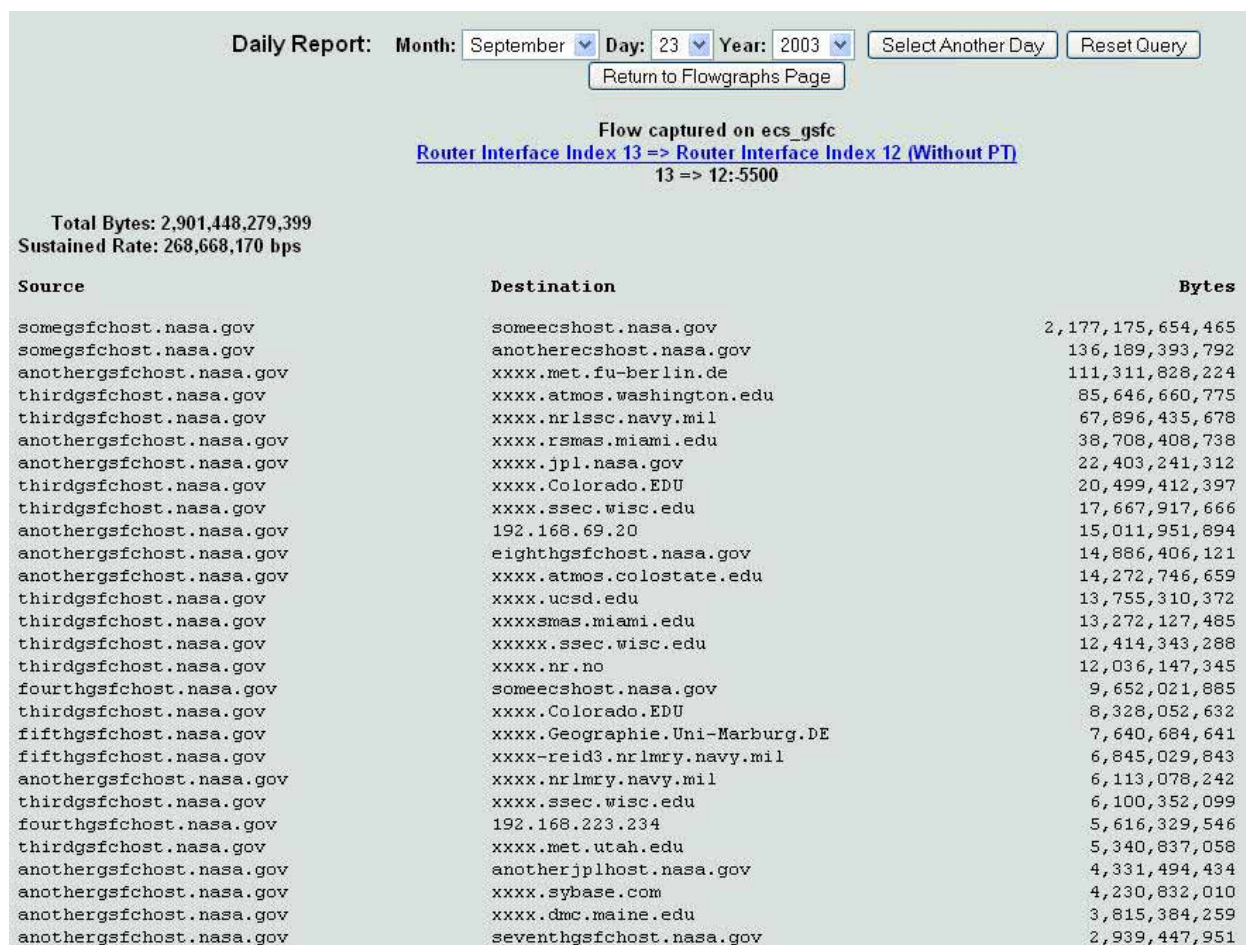 Daily Report: Month: September Day: 23 Year: 2003 Select Another Day Reset Query
Return to Flowgraphs Page
Flow captured on ecs_gsfc
Router Interface Index 13 => Router Interface Index 12 (Without PT)
13 => 12:-5500
Total Bytes: 2,901,448,279,399
Sustained Rate: 268,668,170 bps
Source Destination Bytes
somegsfchost.nasa.gov someecshost.nasa.gov 2,177,175,654,465
somegsfchost.nasa.gov anotherecshost.nasa.gov 136,189,393,792
anothergsfchost.nasa.gov xxxx.met.fu-berlin.de 111,311,828,224
thirdgsfchost.nasa.gov xxxx.atmos.washington.edu 85,646,660,775
thirdgsfchost.nasa.gov xxxx.nrlssc.navy.mil 67,896,435,678
anothergsfchost.nasa.gov xxxx.rsmas.miami.edu 38,708,408,738
anothergsfchost.nasa.gov xxxx.jpl.nasa.gov 22,403,241,312
thirdgsfchost.nasa.gov xxxx.Colorado.EDU 20,499,412,397
thirdgsfchost.nasa.gov xxxx.ssec.wisc.edu 17,667,917,666
anothergsfchost.nasa.gov 192.168.69.20 15,011,951,894
anothergsfchost.nasa.gov eighthgsfchost.nasa.gov 14,886,406,121
anothergsfchost.nasa.gov xxxx.atmos.colostate.edu 14,272,746,659
thirdgsfchost.nasa.gov xxxx.ucsd.edu 13,755,310,372
thirdgsfchost.nasa.gov xxxxsmas.miami.edu 13,272,127,485
thirdgsfchost.nasa.gov xxxxx.ssec.wisc.edu 12,414,343,288
thirdgsfchost.nasa.gov xxxx.nr.no 12,036,147,345
fourthgsfchost.nasa.gov someecshost.nasa.gov 9,652,021,885
thirdgsfchost.nasa.gov xxxx.Colorado.EDU 8,328,052,632
fifthgsfchost.nasa.gov xxxx.Geographie.Uni-Marburg.DE 7,640,684,641
fifthgsfchost.nasa.gov xxxx-reid3.nrlmry.navy.mil 6,845,029,843
anothergsfchost.nasa.gov xxxx.nrlmry.navy.mil 6,113,078,242
thirdgsfchost.nasa.gov xxxx.ssec.wisc.edu 6,100,352,099
fourthgsfchost.nasa.gov 192.168.223.234 5,616,329,546
thirdgsfchost.nasa.gov xxxx.met.utah.edu 5,340,837,058
anothergsfchost.nasa.gov anotherjplhost.nasa.gov 4,331,494,434
anothergsfchost.nasa.gov xxxx.sybase.com 4,230,832,010
anothergsfchost.nasa.gov xxxx.dmc.maine.edu 3,815,384,259
anothergsfchost.nasa.gov seventhgsfchost.nasa.gov 2,939,447,951